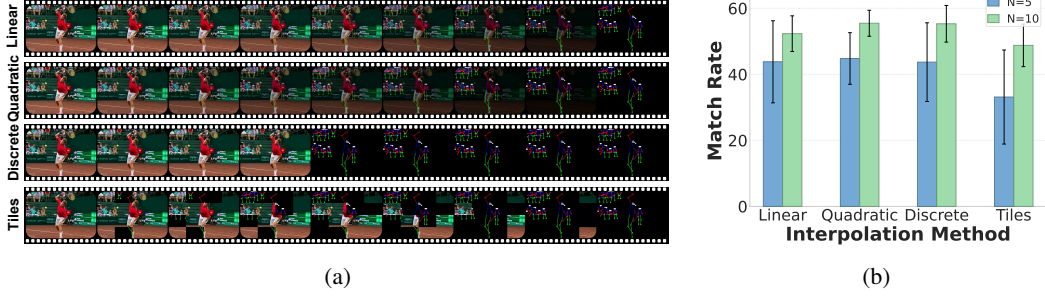 Linear
Quadratic
Discrete
Tiles
(a)
N=5
N=10
Match Rate
60
40
20
0
Linear Quadratic Discrete Tiles
Interpolation Method
(b)